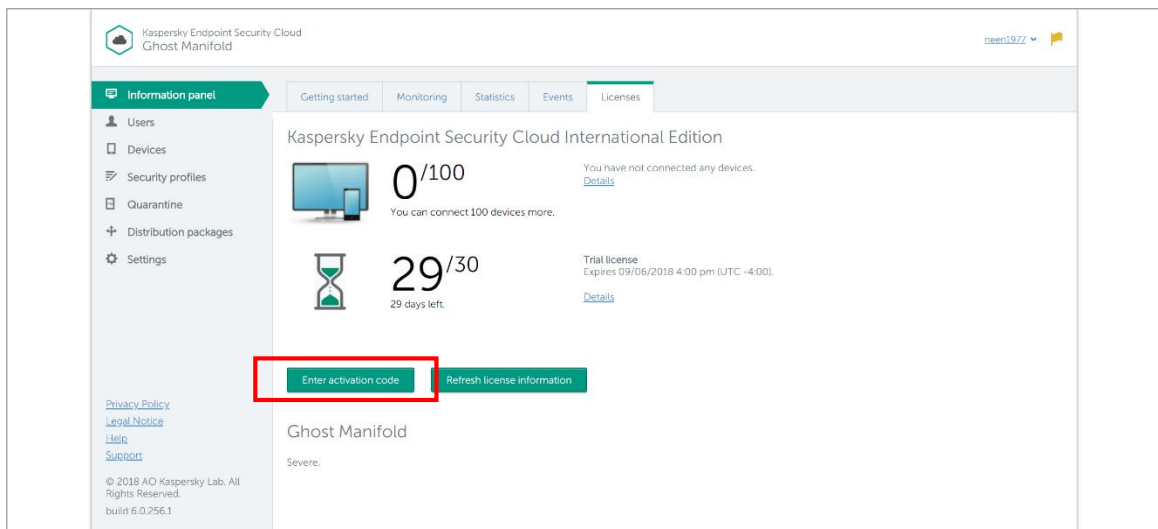 Kaspersky Endpoint Security Cloud
Ghost Manifold
neen1977
Information panel
Users
Devices
Security profiles
Quarantine
Distribution packages
Settings
Privacy Policy
Legal Notice
Help
Support
© 2018 AO Kaspersky Lab. All
Rights Reserved.
build 6.0.256.1
Getting started
Monitoring
Statistics
Events
Licenses
Kaspersky Endpoint Security Cloud International Edition
0/100
You can connect 100 devices more.
You have not connected any devices.
Details
29/30
29 days left.
Trial license
Expires 09/06/2018 4:00 pm (UTC -4:00).
Details
Enter activation code
Refresh license information
Ghost Manifold
Severe.